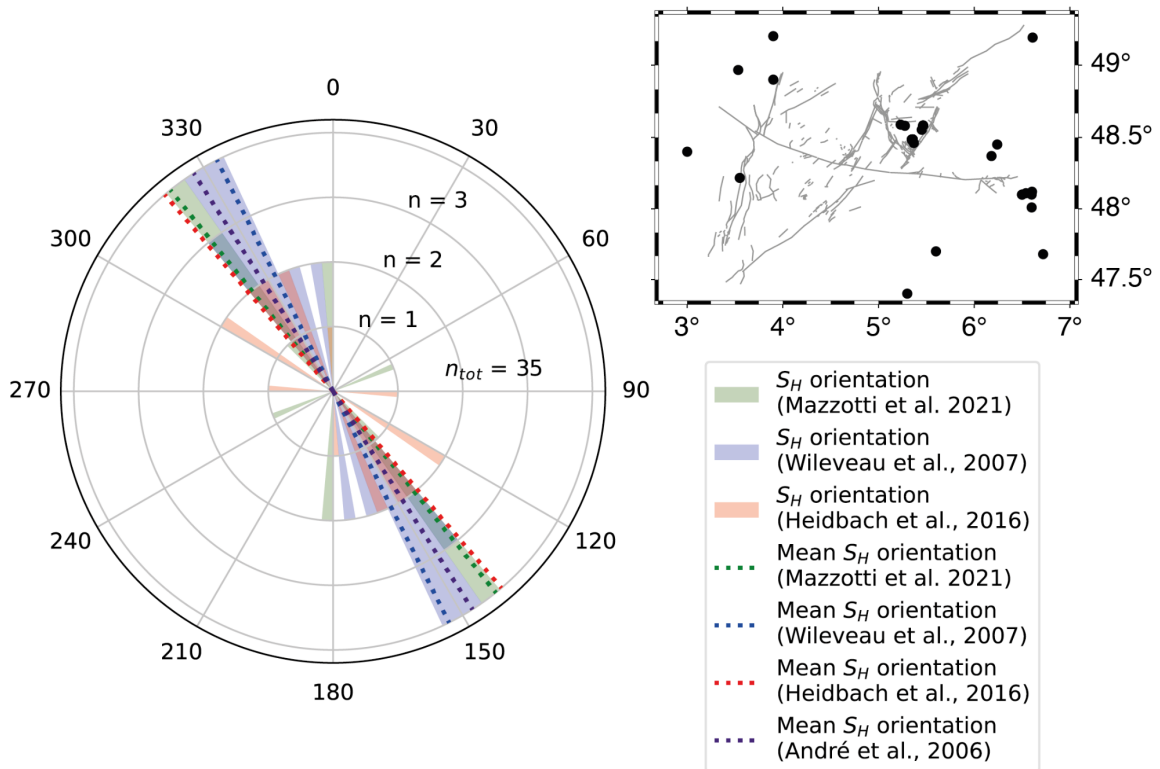 0
30
60
90
120
150
180
210
240
270
300
330
n = 3
n = 2
n = 1
n_tot = 35
49°
48.5°
48°
47.5°
3°
4°
5°
6°
7°
S_H orientation
(Mazzotti et al. 2021)
S_H orientation
(Wileveau et al., 2007)
S_H orientation
(Heidbach et al., 2016)
Mean S_H orientation
(Mazzotti et al. 2021)
Mean S_H orientation
(Wileveau et al., 2007)
Mean S_H orientation
(Heidbach et al., 2016)
Mean S_H orientation
(André et al., 2006)